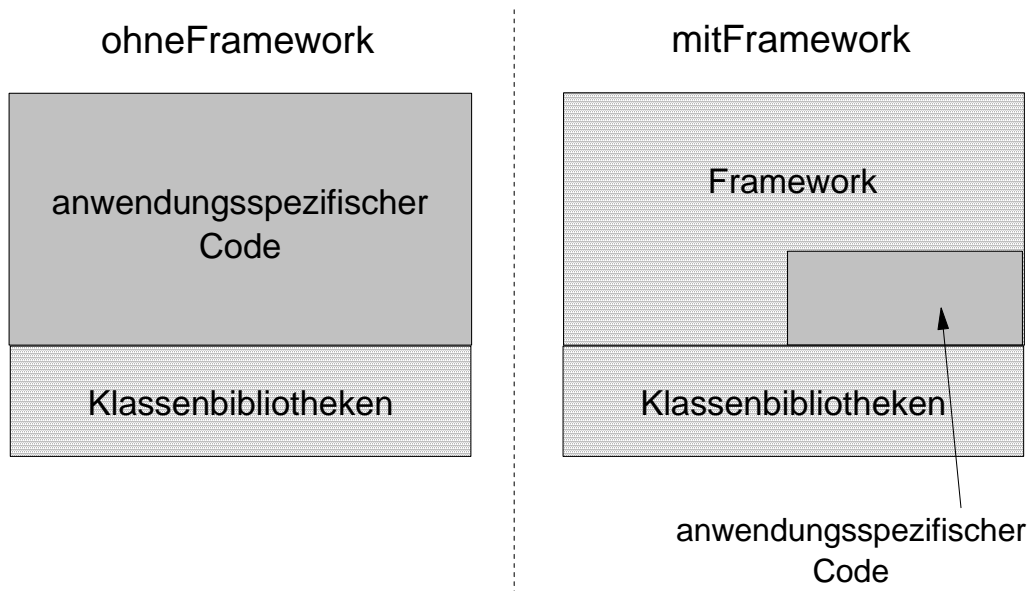 ohneFramework
anwendungsspezifischer
Code
Klassenbibliotheken
mitFramework
Framework
Klassenbibliotheken
anwendungsspezifischer
Code